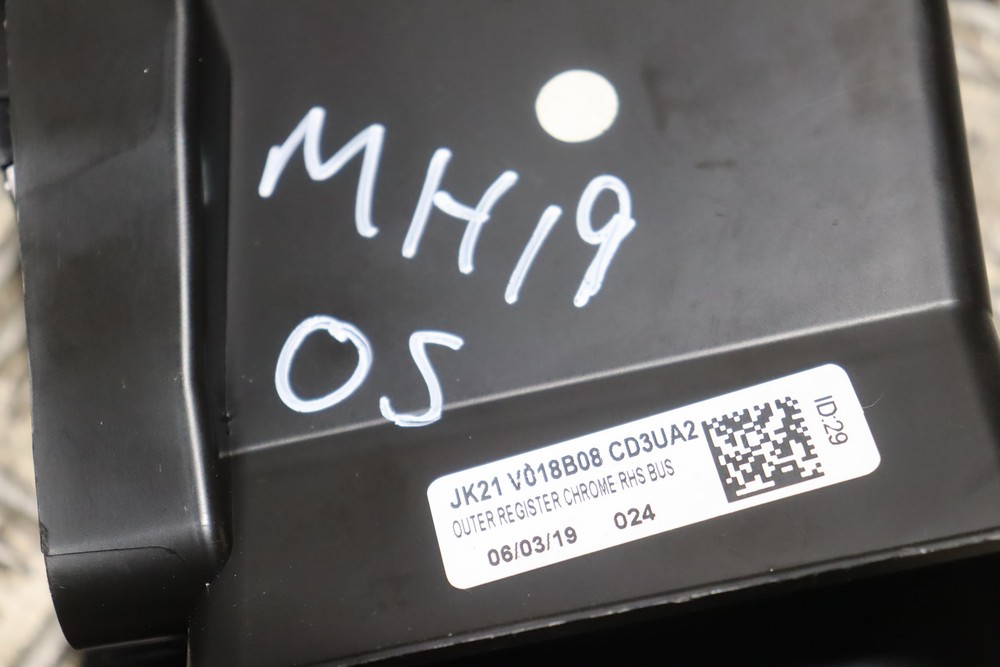 MH19
OS
JK21 V018B08 CD3UA2
OUTER REGISTER CHROME RHS BUS
06/03/19 024
ID:29